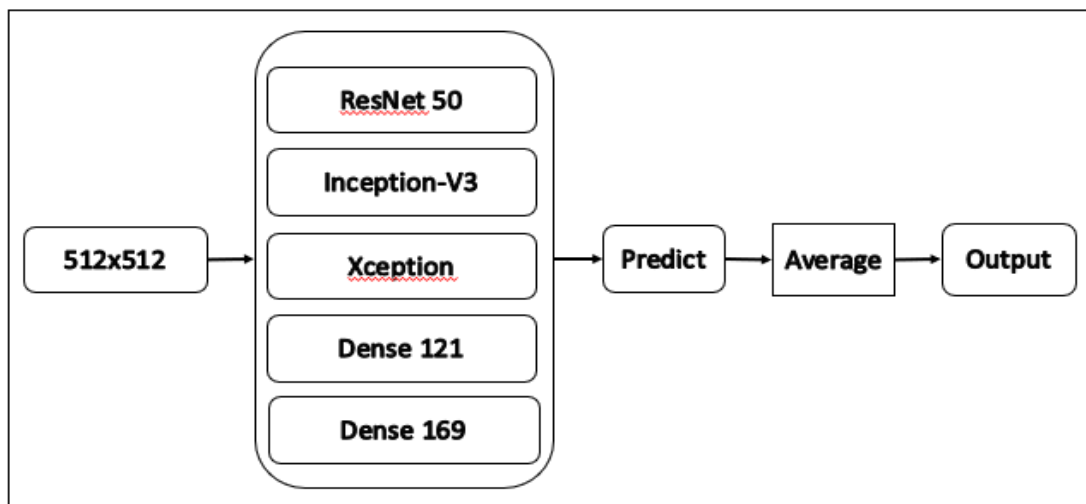 512x512
ResNet 50
Inception-V3
Xception
Dense 121
Dense 169
Predict
Average
Output